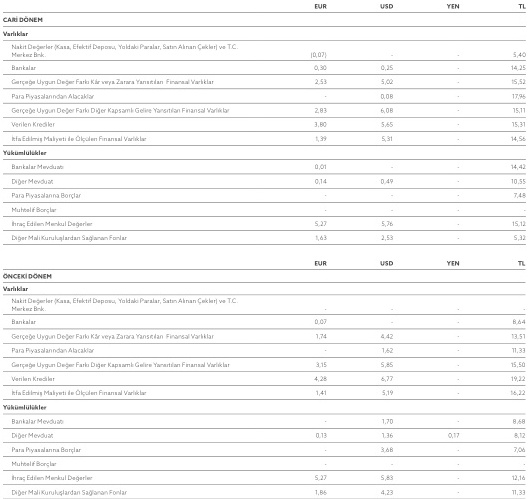 EUR USD YEN TL
CARİ DÖNEM
Varlıklar
Nakit Değerler (Kasa, Efektif Deposu, Yoldaki Paralar, Satın Alınan Çekler) ve T.C.
Merkez Bnk. (0,07) - - 5,40
Bankalar 0,30 0,25 - 14,25
Gerçeğe Uygun Değer Farkı Kâr veya Zarara Yansıtılan Finansal Varlıklar 2,53 5,02 - 15,52
Para Piyasalarından Alacaklar - 0,08 - 17,96
Gerçeğe Uygun Değer Farkı Diğer Kapsamlı Gelire Yansıtılan Finansal Varlıklar 2,83 6,08 - 15,11
Verilen Krediler 3,80 5,65 - 15,31
İtfa Edilmiş Maliyeti ile Ölçülen Finansal Varlıklar 1,39 5,31 - 14,56
Yükümlülükler
Bankalar Mevduatı 0,01 - - 14,42
Diğer Mevduat 0,14 0,49 - 10,55
Para Piyasalarına Borçlar - - - 7,48
Muhtelif Borçlar - - - -
İhraç Edilen Menkul Değerler 5,27 5,76 - 15,12
Diğer Mali Kuruluşlardan Sağlanan Fonlar 1,63 2,53 - 5,32
EUR USD YEN TL
ÖNCEKİ DÖNEM
Varlıklar
Nakit Değerler (Kasa, Efektif Deposu, Yoldaki Paralar, Satın Alınan Çekler) ve T.C.
Merkez Bnk. - - - -
Bankalar 0,07 - - 8,64
Gerçeğe Uygun Değer Farkı Kâr veya Zarara Yansıtılan Finansal Varlıklar 1,74 4,42 - 13,51
Para Piyasalarından Alacaklar - 1,62 - 11,33
Gerçeğe Uygun Değer Farkı Diğer Kapsamlı Gelire Yansıtılan Finansal Varlıklar 3,15 5,85 - 15,50
Verilen Krediler 4,28 6,77 - 19,22
İtfa Edilmiş Maliyeti ile Ölçülen Finansal Varlıklar 1,41 5,19 - 16,22
Yükümlülükler
Bankalar Mevduatı - 1,70 - 8,68
Diğer Mevduat 0,13 1,36 0,17 8,12
Para Piyasalarına Borçlar - 3,68 - 7,06
Muhtelif Borçlar - - - -
İhraç Edilen Menkul Değerler 5,27 5,83 - 12,16
Diğer Mali Kuruluşlardan Sağlanan Fonlar 1,86 4,23 - 11,33